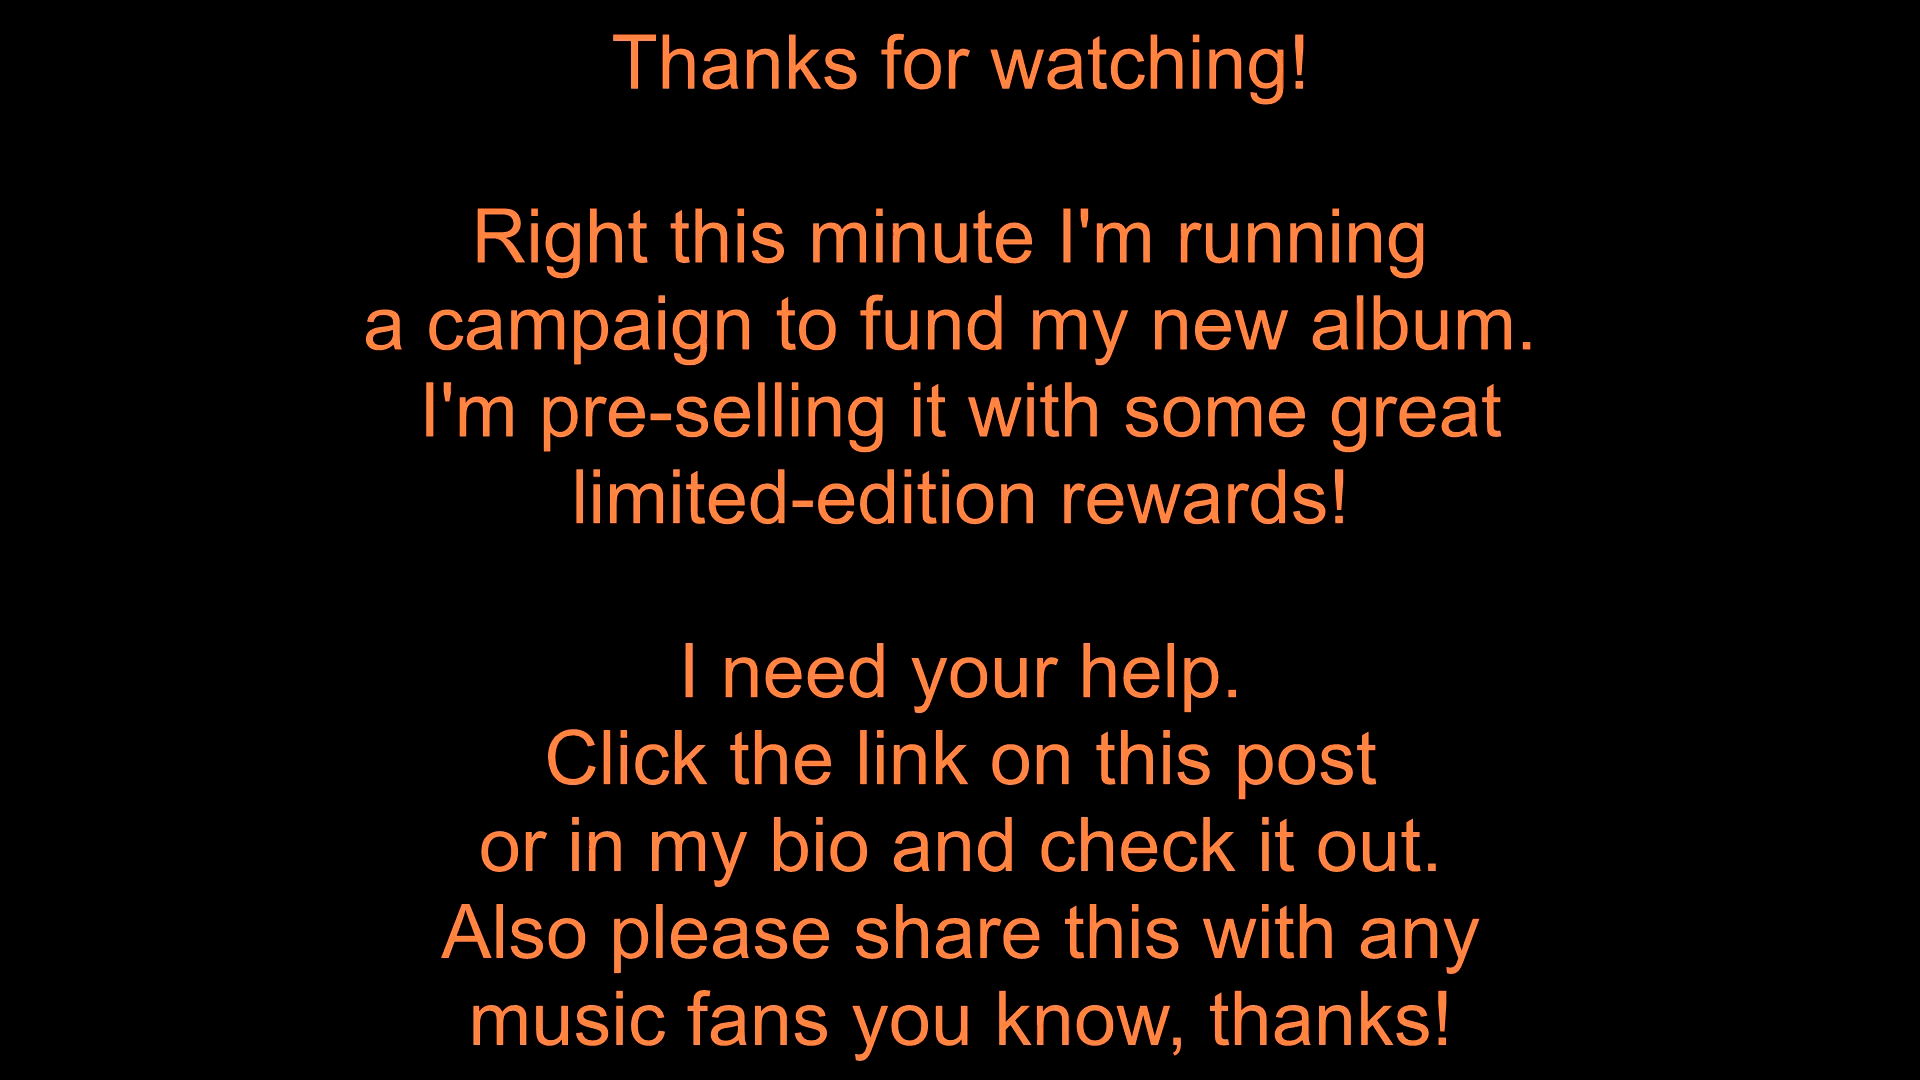 Thanks for watching!
Right this minute I'm running
a campaign to fund my new album.
I'm pre-selling it with some great
limited-edition rewards!
I need your help.
Click the link on this post
or in my bio and check it out.
Also please share this with any
music fans you know, thanks!